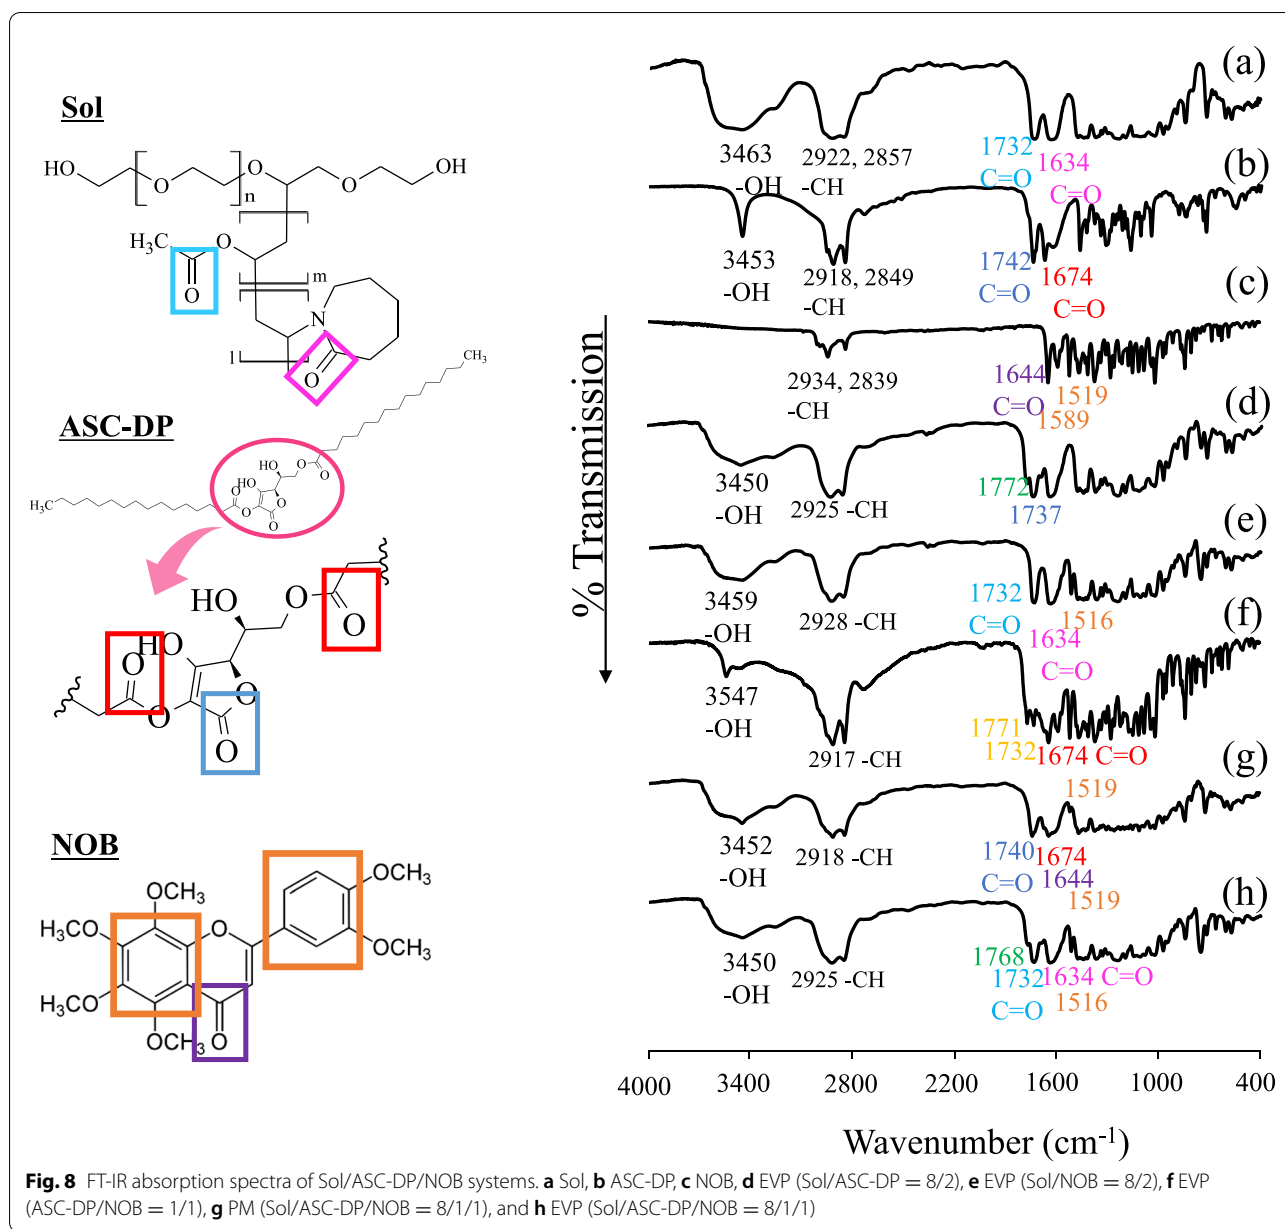 Sol
HO
O
n
O
O
OH
H₃C
O
O
m
N
l
O
ASC-DP
CH₃
HO
O
HO
O
O
O
O
O
H₃C
HO
O
O
HO
O
O
O
O
NOB
OCH₃
OCH₃
H₃CO
O
OCH₃
H₃CO
OCH₃
O
% Transmission
(a)
3463
-OH
2922, 2857
-CH
1732
C=O
1634
C=O
(b)
3453
-OH
2918, 2849
-CH
1742
C=O
1674
C=O
(c)
2934, 2839
-CH
1644
C=O
1519
1589
(d)
3450
-OH
2925 -CH
1772
1737
(e)
3459
-OH
2928 -CH
1732
C=O
1516
1634
C=O
(f)
3547
-OH
2917 -CH
1771
1732
1674 C=O
1519
(g)
3452
-OH
2918 -CH
1740
C=O
1674
1644
1519
(h)
3450
-OH
2925 -CH
1768
1732
C=O
1634 C=O
1516
4000 3400 2800 2200 1600 1000 400
Wavenumber (cm⁻¹)
Fig. 8 FT-IR absorption spectra of Sol/ASC-DP/NOB systems. a Sol, b ASC-DP, c NOB, d EVP (Sol/ASC-DP = 8/2), e EVP (Sol/NOB = 8/2), f EVP
(ASC-DP/NOB = 1/1), g PM (Sol/ASC-DP/NOB = 8/1/1), and h EVP (Sol/ASC-DP/NOB = 8/1/1)